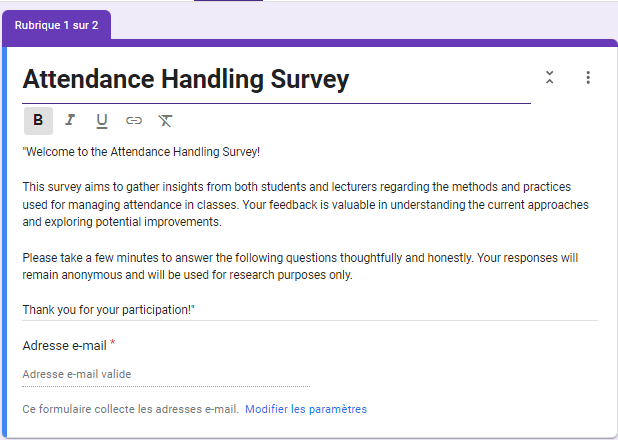 Rubrique 1 sur 2
Attendance Handling Survey
B I U
"Welcome to the Attendance Handling Survey!
This survey aims to gather insights from both students and lecturers regarding the methods and practices
used for managing attendance in classes. Your feedback is valuable in understanding the current approaches
and exploring potential improvements.
Please take a few minutes to answer the following questions thoughtfully and honestly. Your responses will
remain anonymous and will be used for research purposes only.
Thank you for your participation!"
Adresse e-mail *
Adresse e-mail valide
Ce formulaire collecte les adresses e-mail. Modifier les paramètres